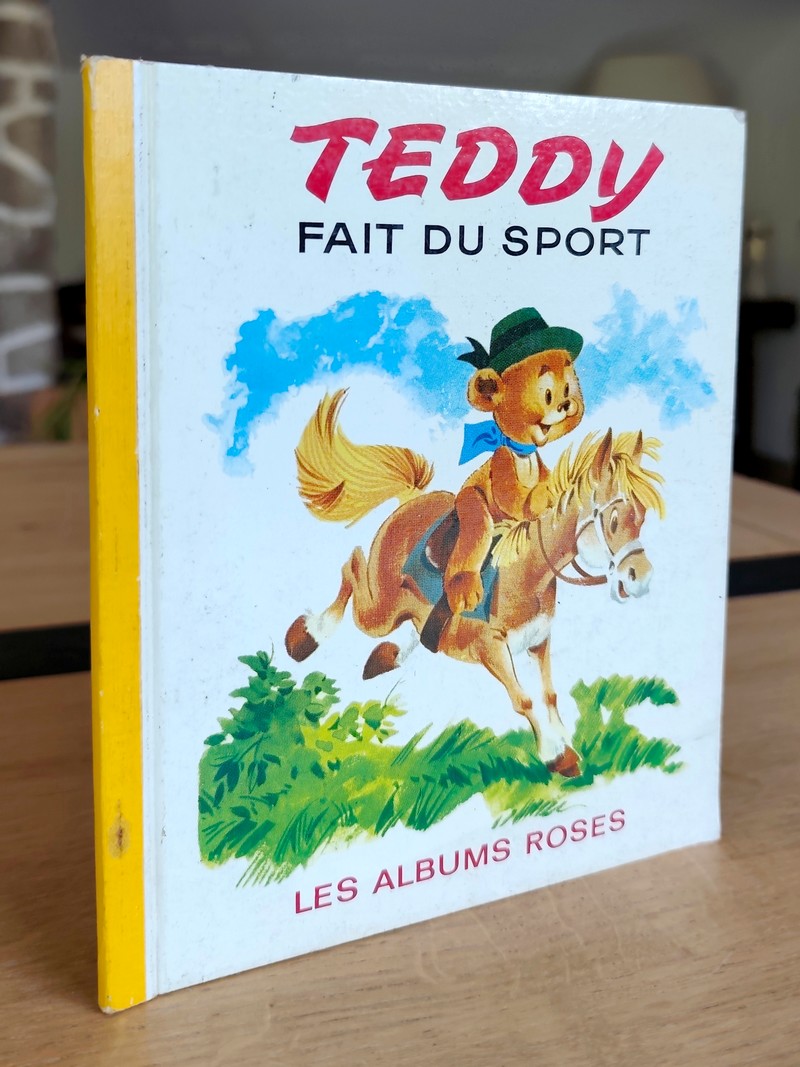 TEDDY
FAIT DU SPORT
LES ALBUMS ROSES